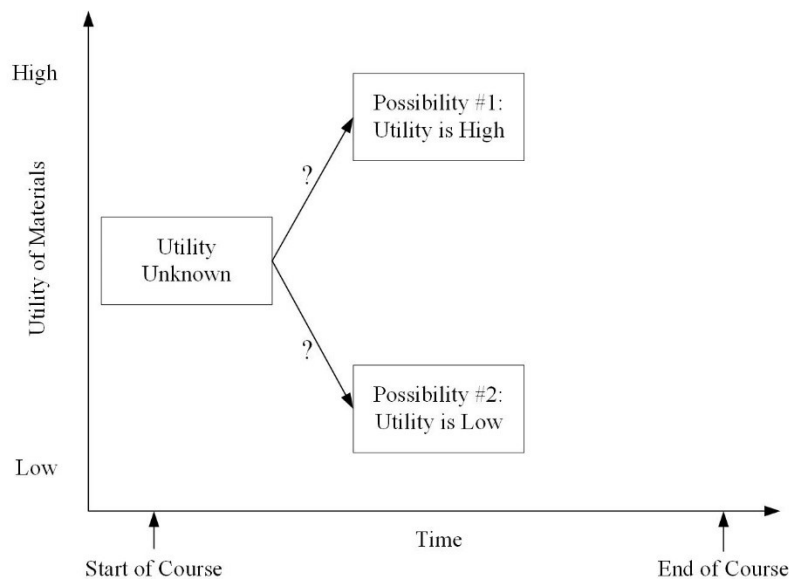 High
Possibility #1:
Utility is High
?
Utility of Materials
Utility
Unknown
?
Possibility #2:
Utility is Low
Low
Time
Start of Course
End of Course